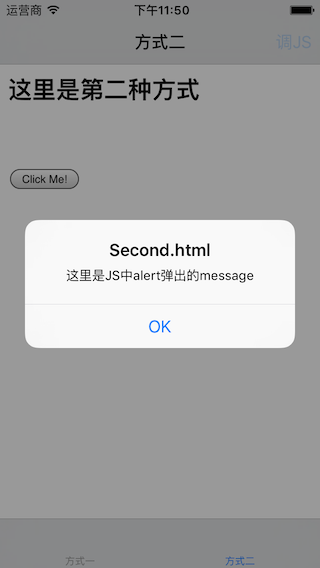 运营商 下午11:50
方式二 调JS
这里是第二种方式
Click Me!
Second.html
这里是JS中alert弹出的message
OK
方式一 方式二